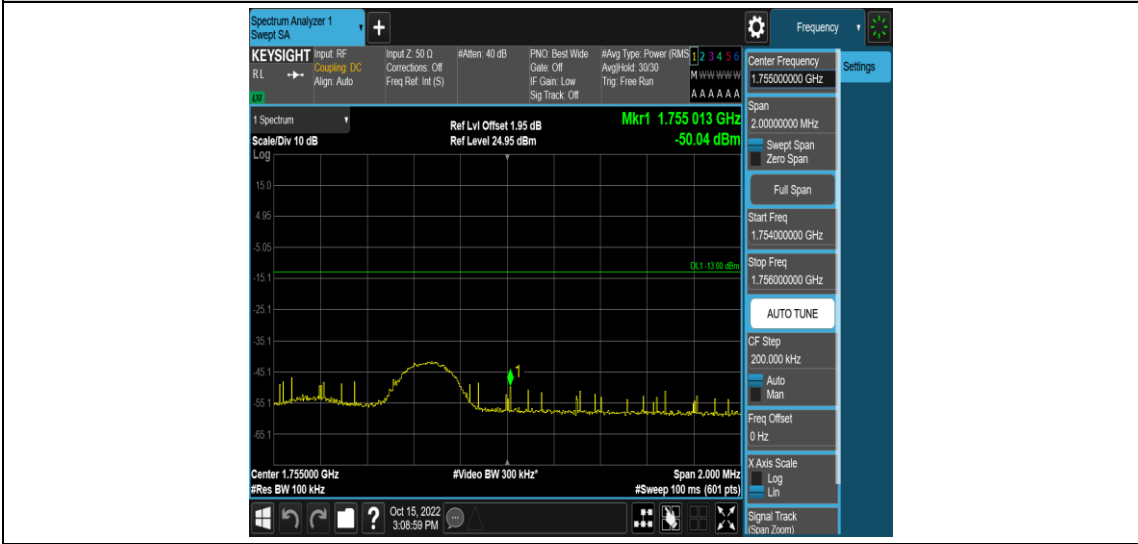 Spectrum Analyzer 1
Swept SA
+
Frequency
KEYSIGHT
RL
Input: RF
Coupling: DC
Align: Auto
Input Z: 50 Ω
Corrections: Off
Freq Ref: Int (S)
#Atten: 40 dB
PNO: Best Wide
Gate: Off
IF Gain: Low
Sig Track: Off
#Avg Type: Power (RMS
Avg|Hold: 30/30
Trig: Free Run
1 2 3 4 5 6
M W W W W W
A A A A A A
1 Spectrum
Scale/Div 10 dB
Ref Lvl Offset 1.95 dB
Ref Level 24.95 dBm
Mkr1 1.755 013 GHz
-50.04 dBm
Log
15.0
4.95
-5.05
DL1 -13.00 dBm
-15.1
-25.1
-35.1
-45.1
1
-55.1
-65.1
Center 1.755000 GHz
#Video BW 300 kHz*
Span 2.000 MHz
#Res BW 100 kHz
#Sweep 100 ms (601 pts)
?
Oct 15, 2022
3:08:59 PM
Center Frequency
1.755000000 GHz
Settings
Span
2.00000000 MHz
Swept Span
Zero Span
Full Span
Start Freq
1.754000000 GHz
Stop Freq
1.756000000 GHz
AUTO TUNE
CF Step
200.000 kHz
Auto
Man
Freq Offset
0 Hz
X Axis Scale
Log
Lin
Signal Track
(Span Zoom)